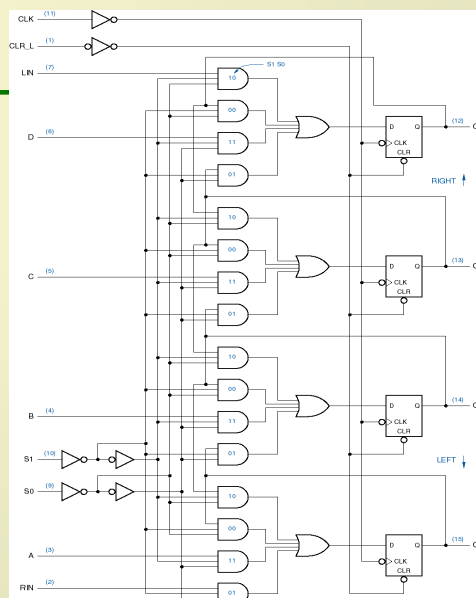 CLK (11)
CLR_L (1)
LIN (7)
10 S1 S0
00
D (6)
11
D Q (12)
CLK
CLR
01
RIGHT
10
00
C (5)
11
D Q (13)
CLK
CLR
01
10
00
B (4)
11
D Q (14)
CLK
CLR
01
S1 (10)
LEFT
S0 (9)
10
00
A (3)
11
D Q (15)
CLK
CLR
RIN (2)
01